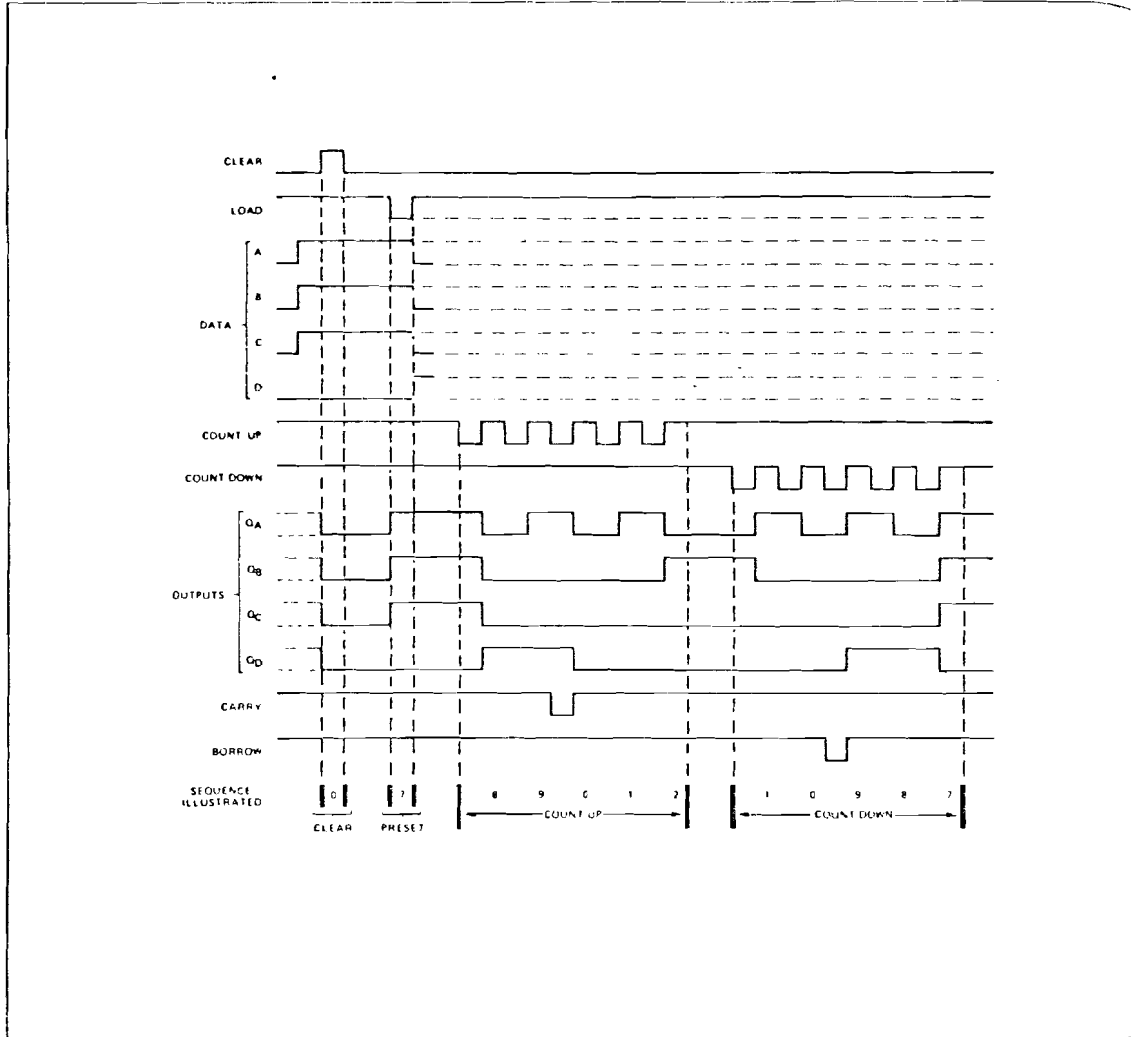 CLEAR
LOAD
A
B
DATA
C
D
COUNT UP
COUNT DOWN
QA
QB
OUTPUTS
QC
QD
CARRY
BORROW
SEQUENCE
ILLUSTRATED
0 7 8 9 0 1 2 1 0 9 8 7
CLEAR PRESET COUNT UP COUNT DOWN